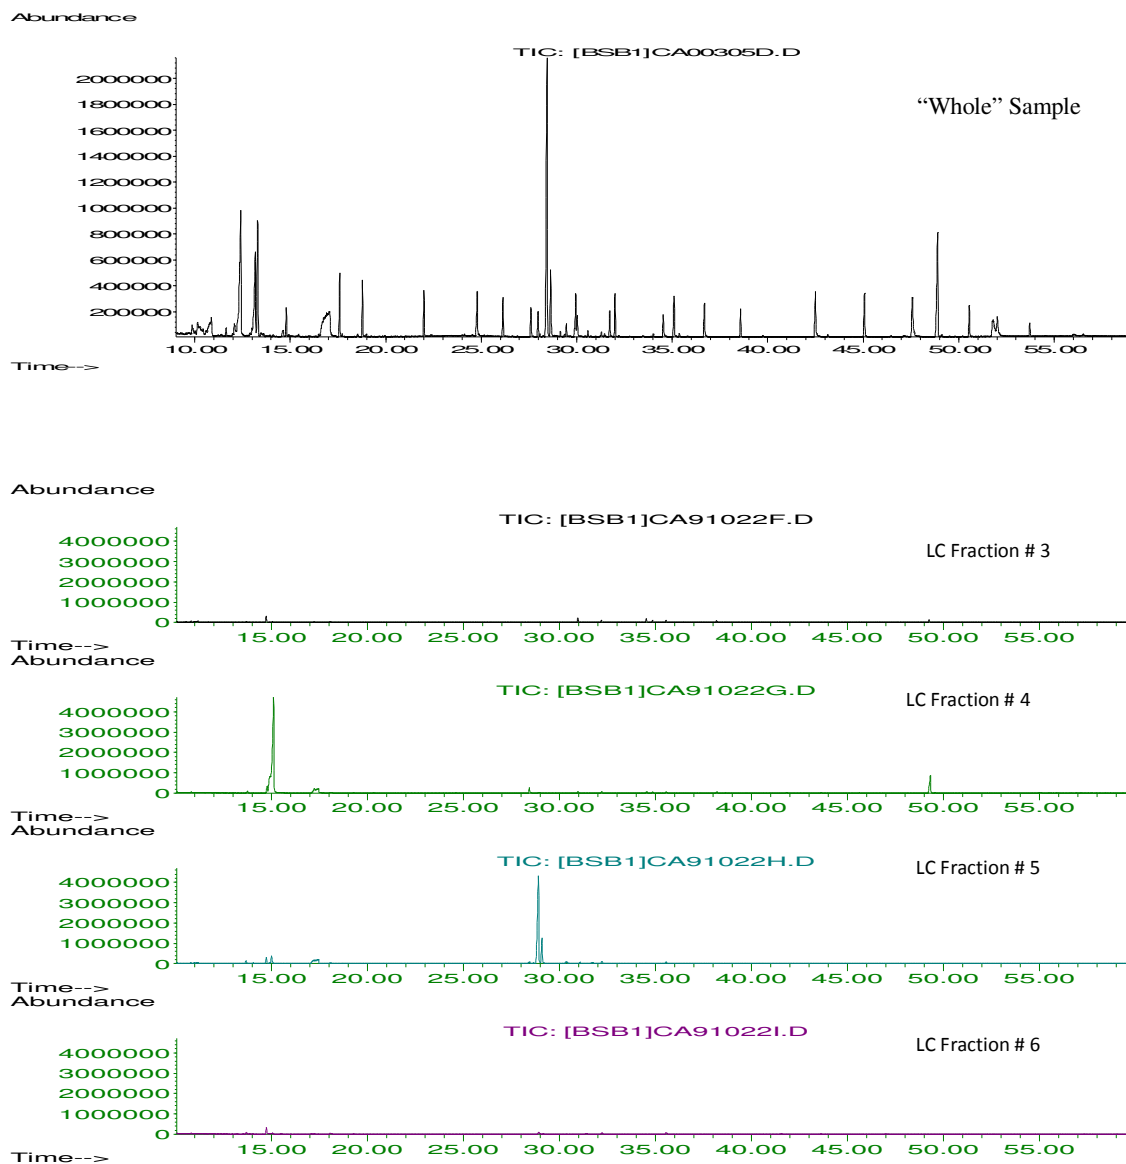 Abundance
TIC: [BSB1]CA00305D.D
“Whole” Sample
2000000
1800000
1600000
1400000
1200000
1000000
800000
600000
400000
200000
10.00 15.00 20.00 25.00 30.00 35.00 40.00 45.00 50.00 55.00
Time-->
Abundance
TIC: [BSB1]CA91022F.D
LC Fraction # 3
4000000
3000000
2000000
1000000
0
15.00 20.00 25.00 30.00 35.00 40.00 45.00 50.00 55.00
Time-->
Abundance
TIC: [BSB1]CA91022G.D
LC Fraction # 4
4000000
3000000
2000000
1000000
0
15.00 20.00 25.00 30.00 35.00 40.00 45.00 50.00 55.00
Time-->
Abundance
TIC: [BSB1]CA91022H.D
LC Fraction # 5
4000000
3000000
2000000
1000000
0
15.00 20.00 25.00 30.00 35.00 40.00 45.00 50.00 55.00
Time-->
Abundance
TIC: [BSB1]CA91022I.D
LC Fraction # 6
4000000
3000000
2000000
1000000
0
15.00 20.00 25.00 30.00 35.00 40.00 45.00 50.00 55.00
Time-->